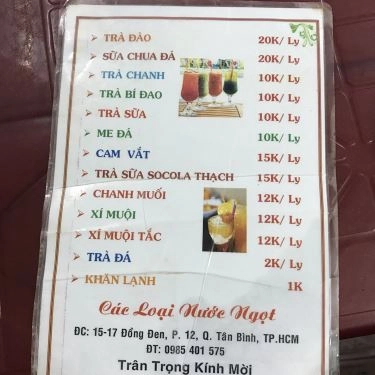 TRÀ ĐÀO 20K/ Ly
SỮA CHUA ĐÁ 20K/ Ly
TRÀ CHANH 10K/ Ly
TRÀ BÍ ĐAO 10K/ Ly
TRÀ SỮA 10K/ Ly
ME ĐÁ 10K/ Ly
CAM VẮT 15K/ Ly
TRÀ SỮA SOCOLA THẠCH 15K/ Ly
CHANH MUỐI 12K/ Ly
XÍ MUỘI 12K/ Ly
XÍ MUỘI TẮC 12K/ Ly
TRÀ ĐÁ 2K/ Ly
KHĂN LẠNH 1K
Các Loại Nước Ngọt
ĐC: 15-17 Đồng Đen, P. 12, Q. Tân Bình, TP.HCM
ĐT: 0985 401 575
Trân Trọng Kính Mời